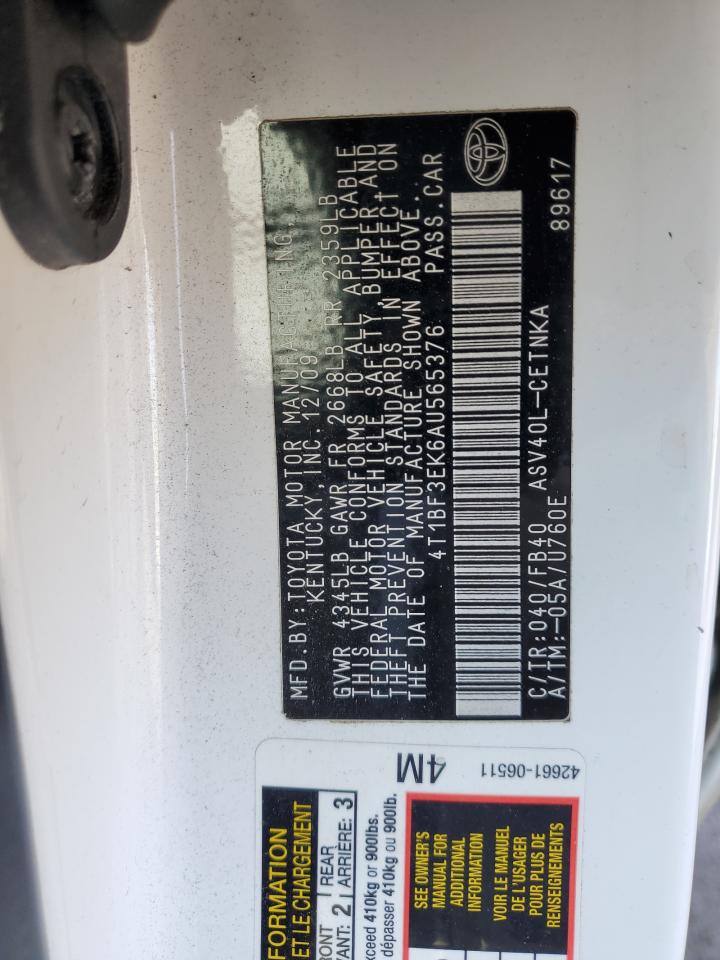 MFD. BY: TOYOTA MOTOR MANUFACTURING,
KENTUCKY, INC. 12/09
GVWR 4345LB GAWR FR 2668LB RR 2359LB
THIS VEHICLE CONFORMS TO ALL APPLICABLE
FEDERAL MOTOR VEHICLE SAFETY, BUMPER, AND
THEFT PREVENTION STANDARDS IN EFFECT ON
THE DATE OF MANUFACTURE SHOWN ABOVE.
4T1BF3EK6AU565376 PASS. CAR
C/TR: 040/FB40 ASV40L-CETNKA
A/TM:-05A/U760E 89617
4M
42661-06511
FORMATION
ET LE CHARGEMENT
RONT
VANT: 2
REAR
ARRIÈRE: 3
exceed 410kg or 900lbs.
dépasser 410kg ou 900lb.
SEE OWNER'S
MANUAL FOR
ADDITIONAL
INFORMATION
VOIR LE MANUEL
DE L'USAGER
POUR PLUS DE
RENSEIGNEMENTS